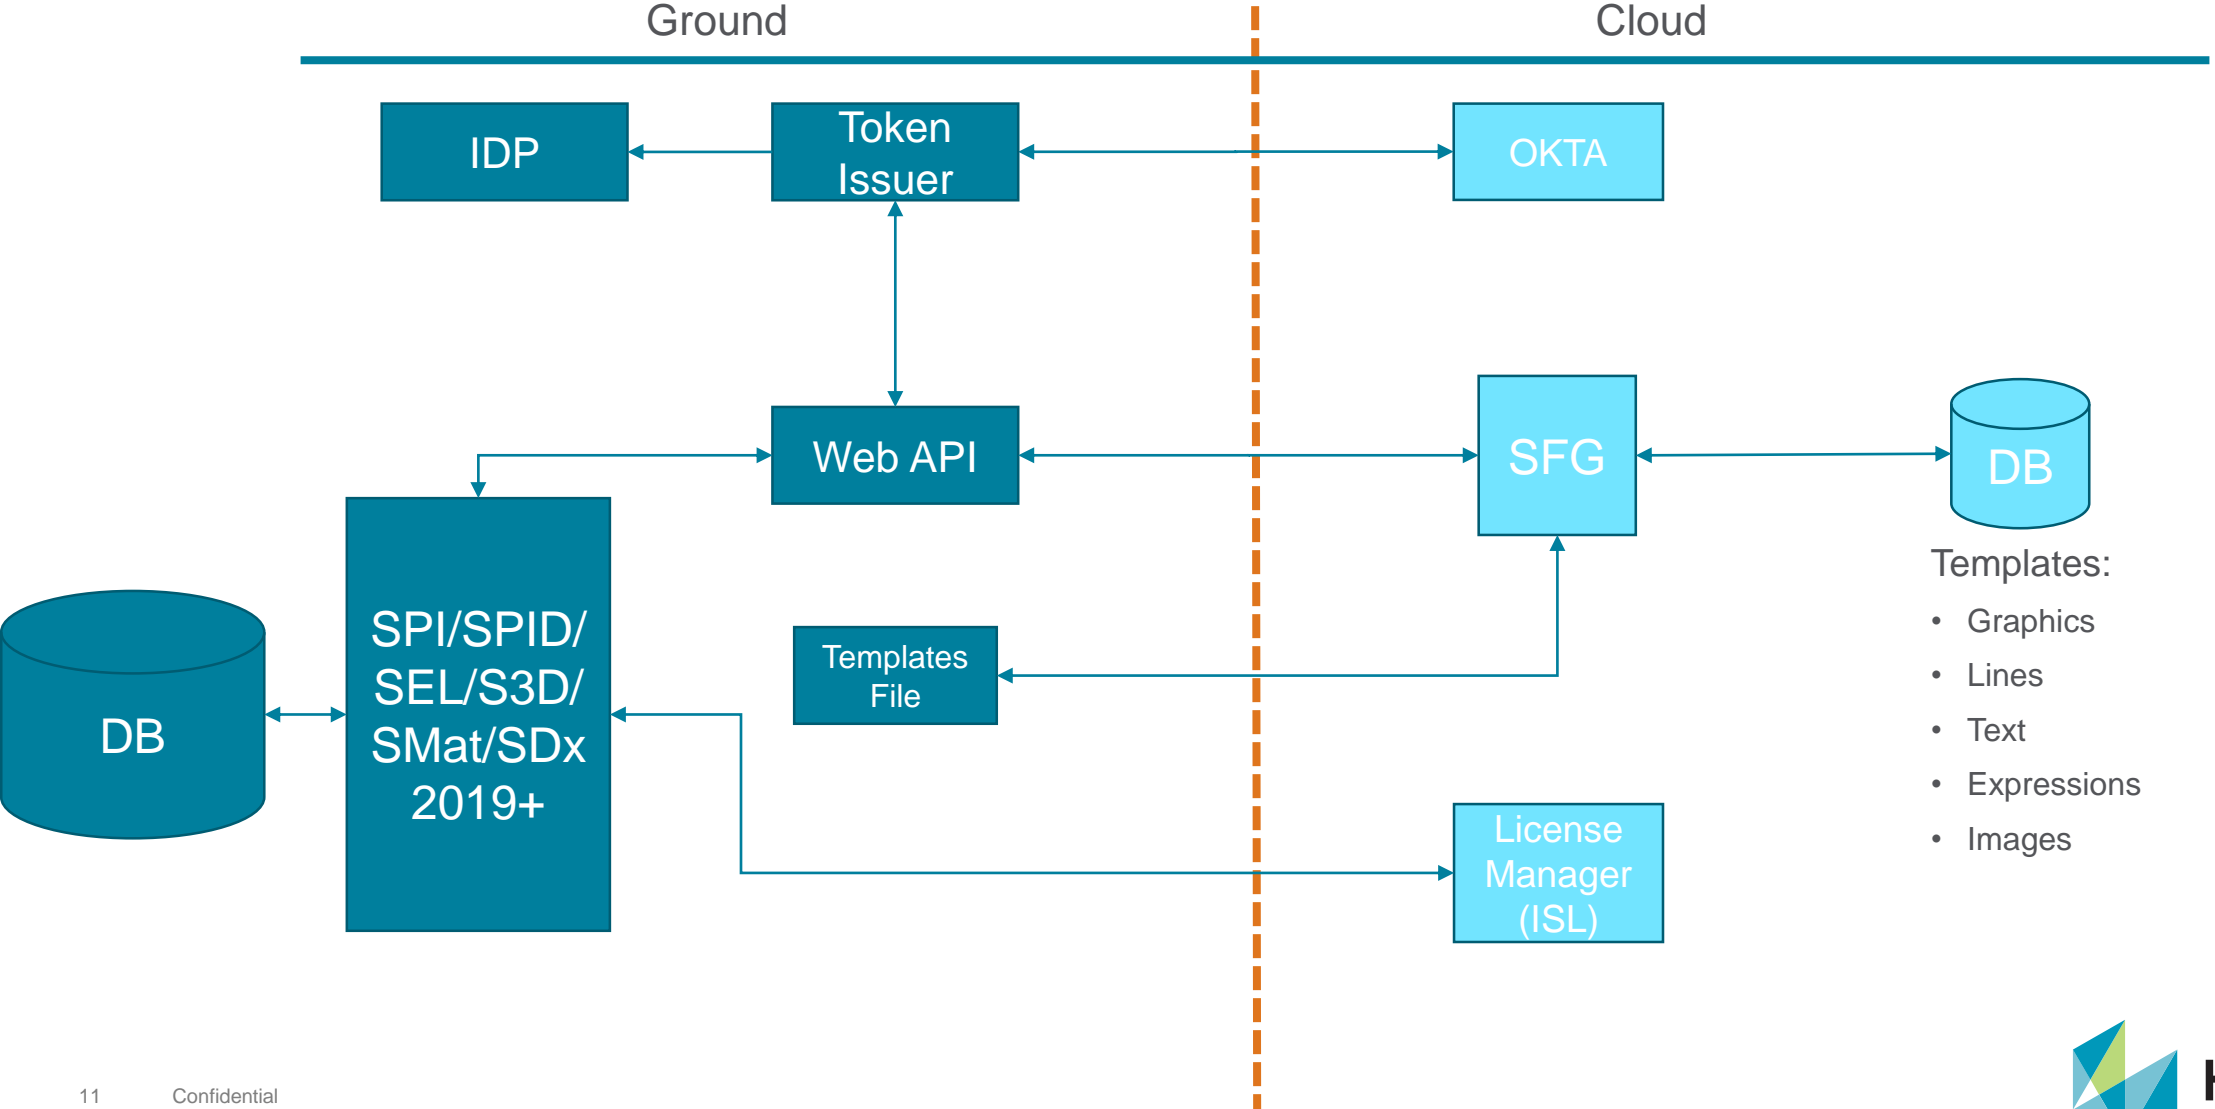 Ground
Cloud
IDP
Token
Issuer
OKTA
Web API
SFG
DB
SPI/SPID/
SEL/S3D/
SMat/SDx
2019+
DB
Templates
File
License
Manager
(ISL)
Templates:
• Graphics
• Lines
• Text
• Expressions
• Images
11 Confidential